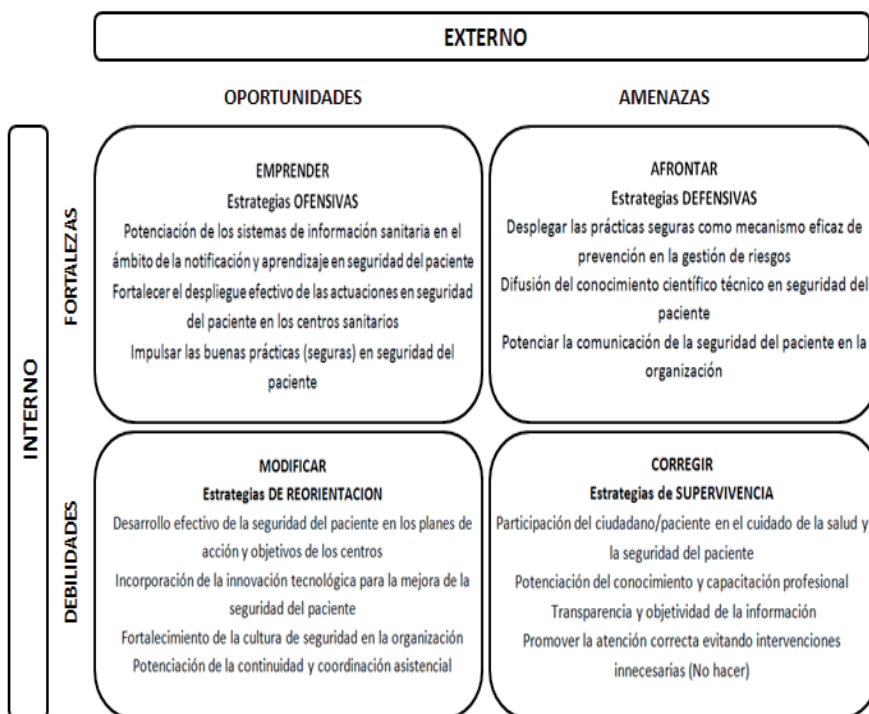 EXTERNO
OPORTUNIDADES
AMENAZAS
INTERNO
FORTALEZAS
EMPRENDER
Estrategias OFENSIVAS
Potenciación de los sistemas de información sanitaria en el
ámbito de la notificación y aprendizaje en seguridad del paciente
Fortalecer el despliegue efectivo de las actuaciones en seguridad
del paciente en los centros sanitarios
Impulsar las buenas prácticas (seguras) en seguridad del
paciente
AFRONTAR
Estrategias DEFENSIVAS
Desplegar las prácticas seguras como mecanismo eficaz de
prevención en la gestión de riesgos
Difusión del conocimiento científico técnico en seguridad del
paciente
Potenciar la comunicación de la seguridad del paciente en la
organización
DEBILIDADES
MODIFICAR
Estrategias DE REORIENTACION
Desarrollo efectivo de la seguridad del paciente en los planes de
acción y objetivos de los centros
Incorporación de la innovación tecnológica para la mejora de la
seguridad del paciente
Fortalecimiento de la cultura de seguridad en la organización
Potenciación de la continuidad y coordinación asistencial
CORREGIR
Estrategias de SUPERVIVENCIA
Participación del ciudadano/paciente en el cuidado de la salud y
la seguridad del paciente
Potenciación del conocimiento y capacitación profesional
Transparencia y objetividad de la información
Promover la atención correcta evitando intervenciones
innecesarias (No hacer)